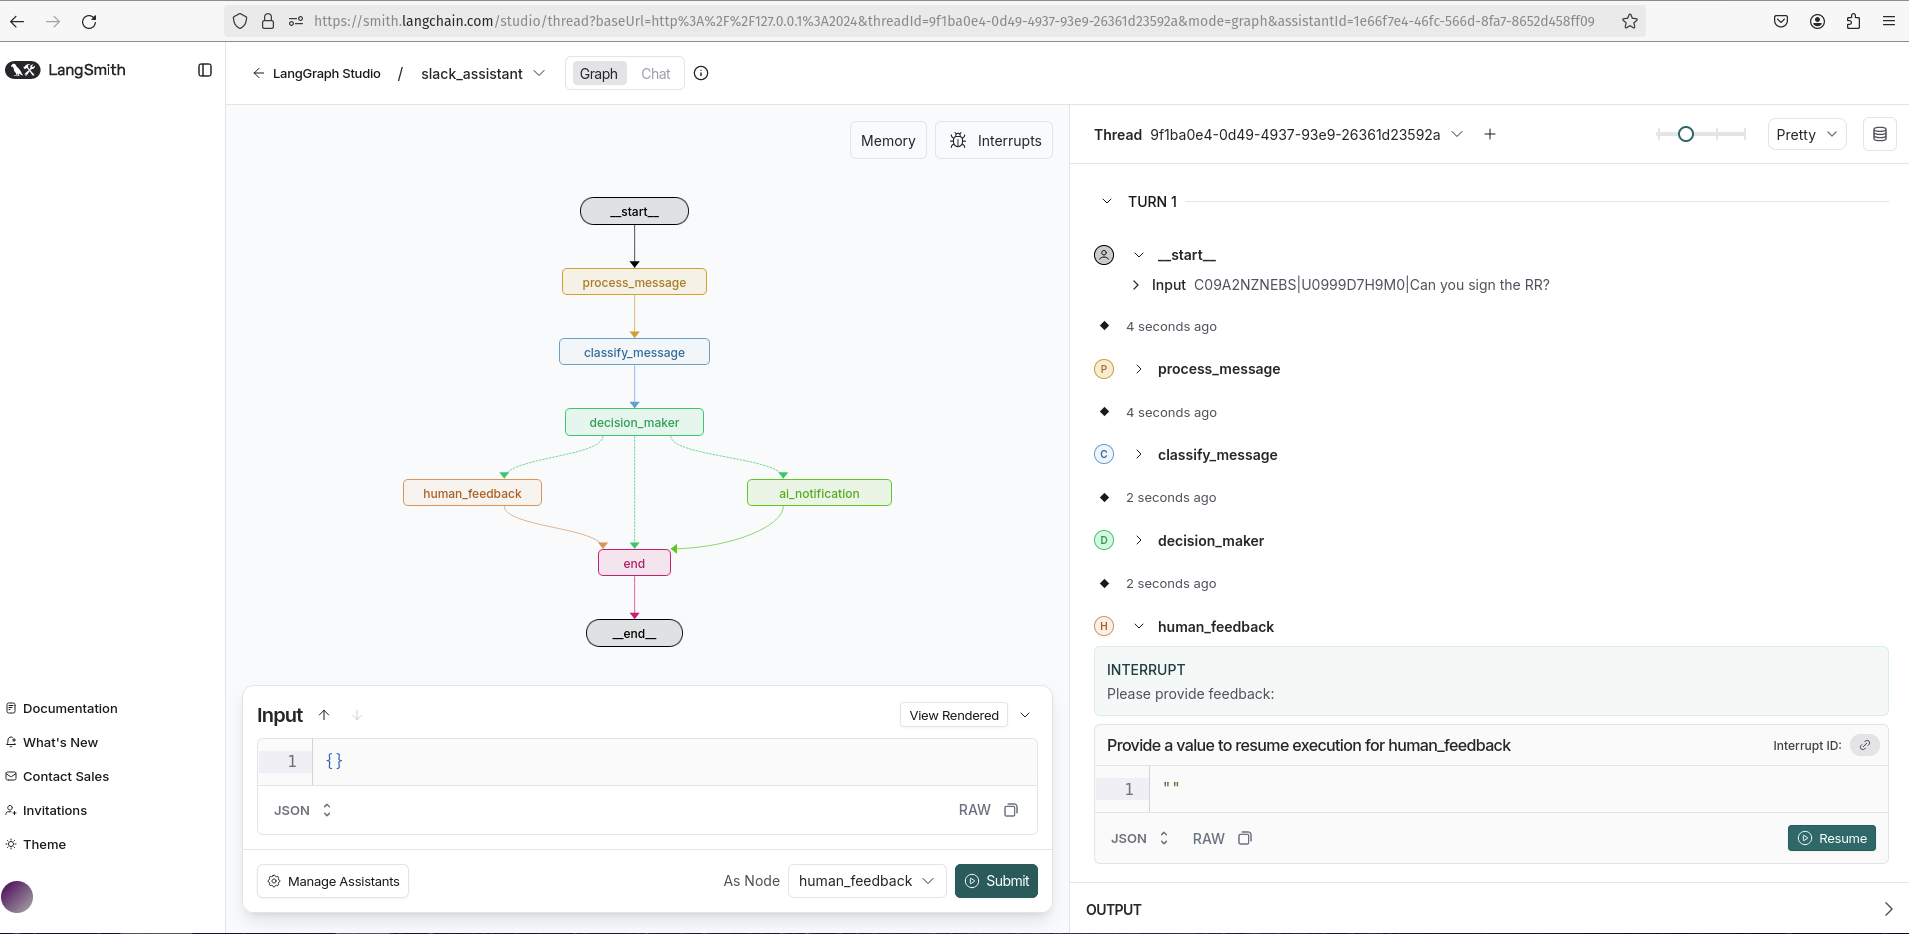 https://smith.langchain.com/studio/thread?baseUrl=http%3A%2F%2F127.0.0.1%3A2024&threadId=9f1ba0e4-0d49-4937-93e9-26361d23592a&mode=graph&assistantId=1e66f7e4-46fc-566d-8fa7-8652d458ff09
LangSmith
LangGraph Studio / slack_assistant
Graph
Chat
Memory
Interrupts
__start__
process_message
classify_message
decision_maker
human_feedback
ai_notification
end
__end__
Input
View Rendered
1 {}
JSON
RAW
Manage Assistants
As Node
human_feedback
Submit
Documentation
What's New
Contact Sales
Invitations
Theme
Thread 9f1ba0e4-0d49-4937-93e9-26361d23592a
Pretty
TURN 1
__start__
Input C09A2NZNEBS|U0999D7H9M0|Can you sign the RR?
4 seconds ago
P process_message
4 seconds ago
C classify_message
2 seconds ago
D decision_maker
2 seconds ago
H human_feedback
INTERRUPT
Please provide feedback:
Provide a value to resume execution for human_feedback
Interrupt ID:
1 ""
JSON
RAW
Resume
OUTPUT